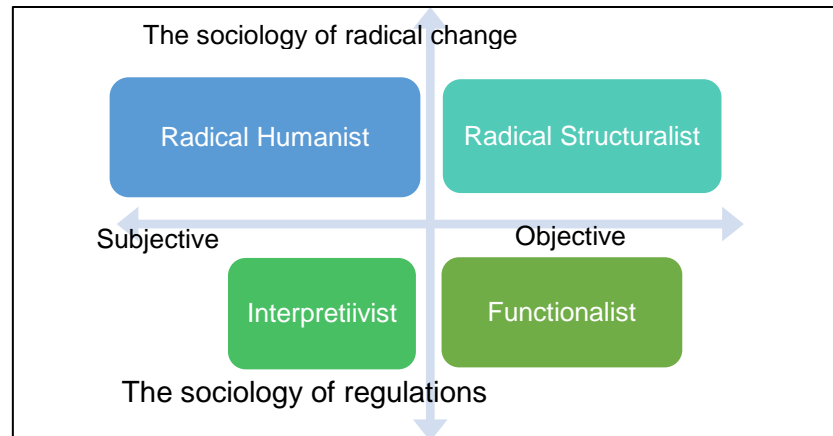 The sociology of radical change
Radical Humanist
Radical Structuralist
Subjective
Objective
Interpretiivist
Functionalist
The sociology of regulations